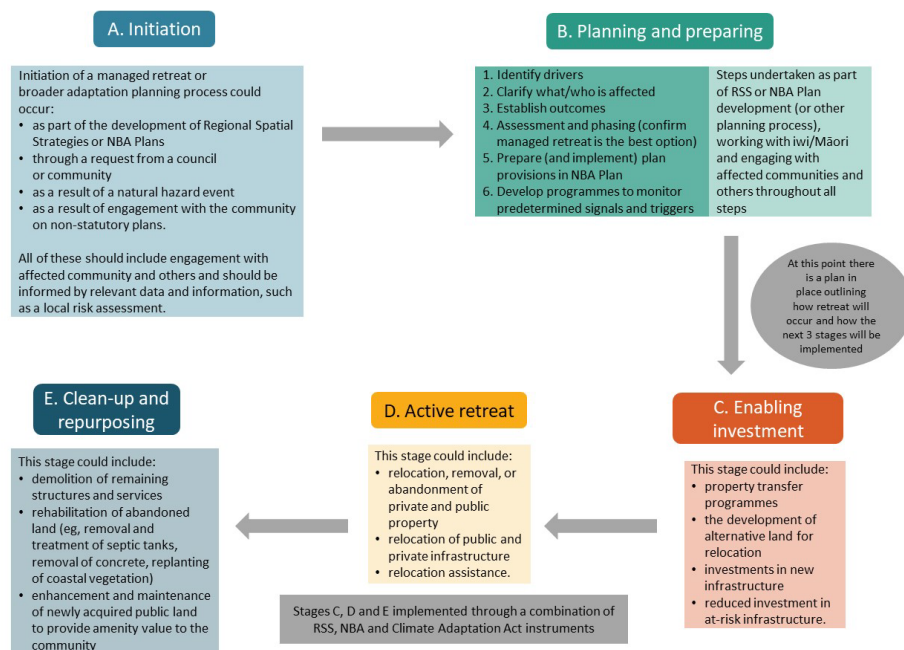 A. Initiation
Initiation of a managed retreat or
broader adaptation planning process could
occur:
• as part of the development of Regional Spatial
Strategies or NBA Plans
• through a request from a council
or community
• as a result of a natural hazard event
• as a result of engagement with the community
on non-statutory plans.
All of these should include engagement with
affected community and others and should be
informed by relevant data and information, such
as a local risk assessment.
B. Planning and preparing
1. Identify drivers
2. Clarify what/who is affected
3. Establish outcomes
4. Assessment and phasing (confirm
managed retreat is the best option)
5. Prepare (and implement) plan
provisions in NBA Plan
6. Develop programmes to monitor
predetermined signals and triggers
Steps undertaken as part
of RSS or NBA Plan
development (or other
planning process),
working with iwi/Māori
and engaging with
affected communities and
others throughout all
steps
At this point there
is a plan in
place outlining
how retreat will
occur and how the
next 3 stages will be
implemented
C. Enabling
investment
This stage could include:
• property transfer
programmes
• the development of
alternative land for
relocation
• investments in new
infrastructure
• reduced investment in
at-risk infrastructure.
D. Active retreat
This stage could include:
• relocation, removal, or
abandonment of
private and public
property
• relocation of public and
private infrastructure
• relocation assistance.
E. Clean-up and
repurposing
This stage could include:
• demolition of remaining
structures and services
• rehabilitation of abandoned
land (eg, removal and
treatment of septic tanks,
removal of concrete, replanting
of coastal vegetation)
• enhancement and maintenance
of newly acquired public land
to provide amenity value to the
community
Stages C, D and E implemented through a combination of
RSS, NBA and Climate Adaptation Act instruments